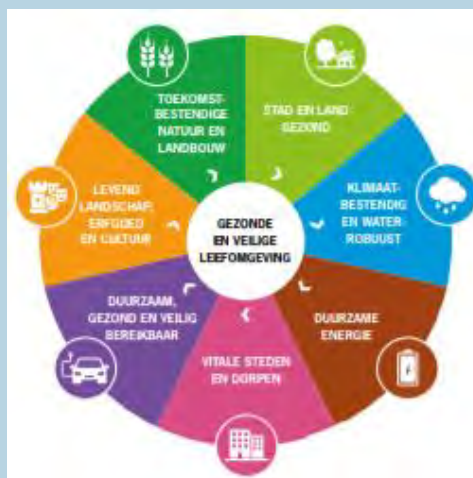 TOEKOMST-
BESTENDIGE
NATUUR EN
LANDBOUW
STAD EN LAND
GEZOND
KLIMAAT-
BESTENDIG
EN WATER-
ROBUUST
DUURZAME
ENERGIE
VITALE STEDEN
EN DORPEN
DUURZAAM,
GEZOND EN VEILIG
BEREIKBAAR
LEVEND
LANDSCHAP,
ERFGOED
EN CULTUUR
GEZONDE
EN VEILIGE
LEEFOMGEVING